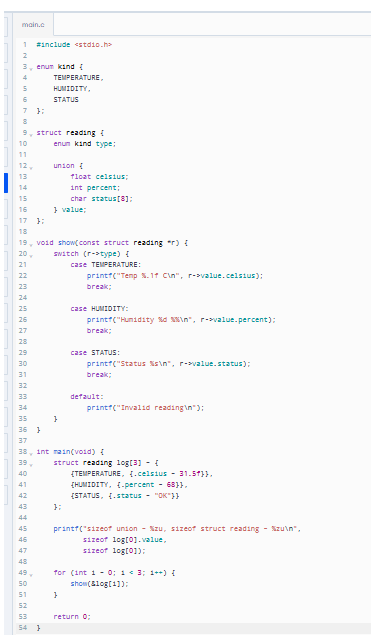 main.c
1 #include <stdio.h>
2
3 enum kind {
4     TEMPERATURE,
5     HUMIDITY,
6     STATUS
7 };
8
9 struct reading {
10     enum kind type;
11
12     union {
13         float celsius;
14         int percent;
15         char status[8];
16     } value;
17 };
18
19 void show(const struct reading *r) {
20     switch (r->type) {
21         case TEMPERATURE:
22             printf("Temp %.1f C\n", r->value.celsius);
23             break;
24
25         case HUMIDITY:
26             printf("Humidity %d %%\n", r->value.percent);
27             break;
28
29         case STATUS:
30             printf("Status %s\n", r->value.status);
31             break;
32
33         default:
34             printf("Invalid reading\n");
35     }
36 }
37
38 int main(void) {
39     struct reading log[3] = {
40         {TEMPERATURE, {.celsius = 31.5f}},
41         {HUMIDITY, {.percent = 68}},
42         {STATUS, {.status = "OK"}}
43     };
44
45     printf("sizeof union = %zu, sizeof struct reading = %zu\n",
46            sizeof log[0].value,
47            sizeof log[0]);
48
49     for (int i = 0; i < 3; i++) {
50         show(&log[i]);
51     }
52
53     return 0;
54 }